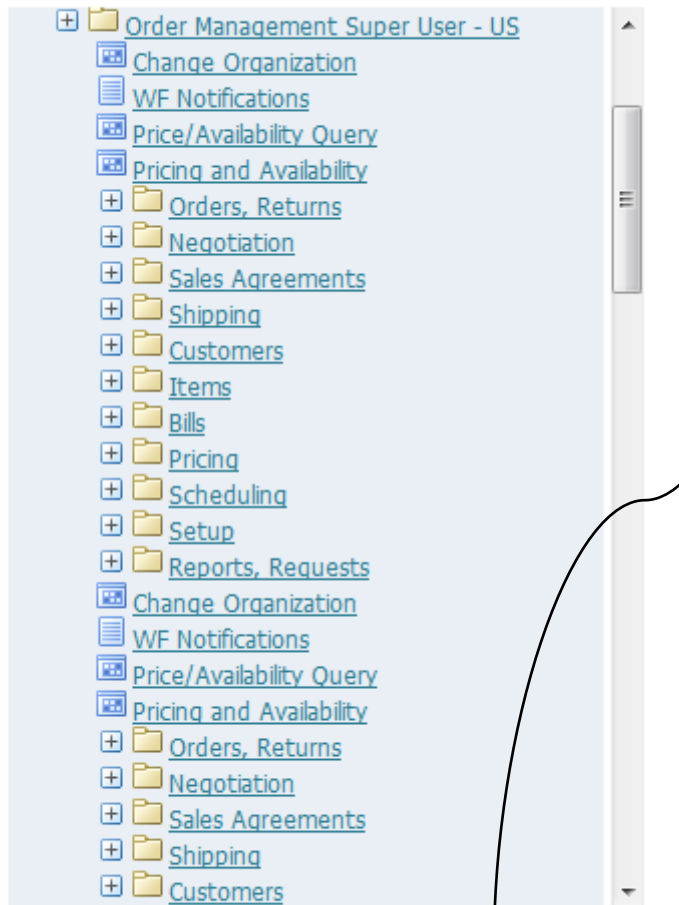 Order Management Super User - US
Change Organization
WF Notifications
Price/Availability Query
Pricing and Availability
Orders, Returns
Negotiation
Sales Agreements
Shipping
Customers
Items
Bills
Pricing
Scheduling
Setup
Reports, Requests
Change Organization
WF Notifications
Price/Availability Query
Pricing and Availability
Orders, Returns
Negotiation
Sales Agreements
Shipping
Customers